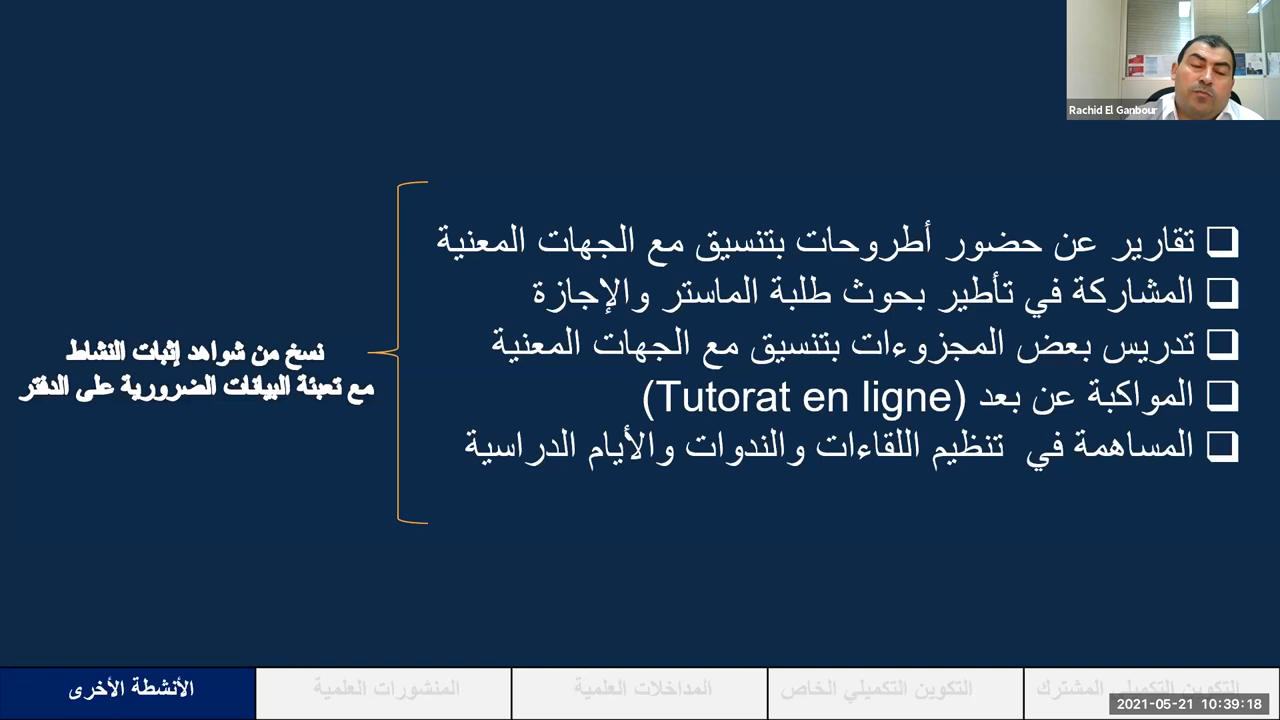 Rachid El Ganbour
تقارير عن حضور أطروحات بتنسيق مع الجهات المعنية
المشاركة في تأطير بحوث طلبة الماستر والإجازة
تدريس بعض المجزوءات بتنسيق مع الجهات المعنية
المواكبة عن بعد (Tutorat en ligne)
المساهمة في تنظيم اللقاءات والندوات والأيام الدراسية
نسخ من شواهد إثبات النشاط
مع تعبئة البيانات الضرورية على الدفتر
التكوين التكميلي المشترك
التكوين التكميلي الخاص
المداخلات العلمية
المنشورات العلمية
الأنشطة الأخرى
2021-05-21 10:39:18